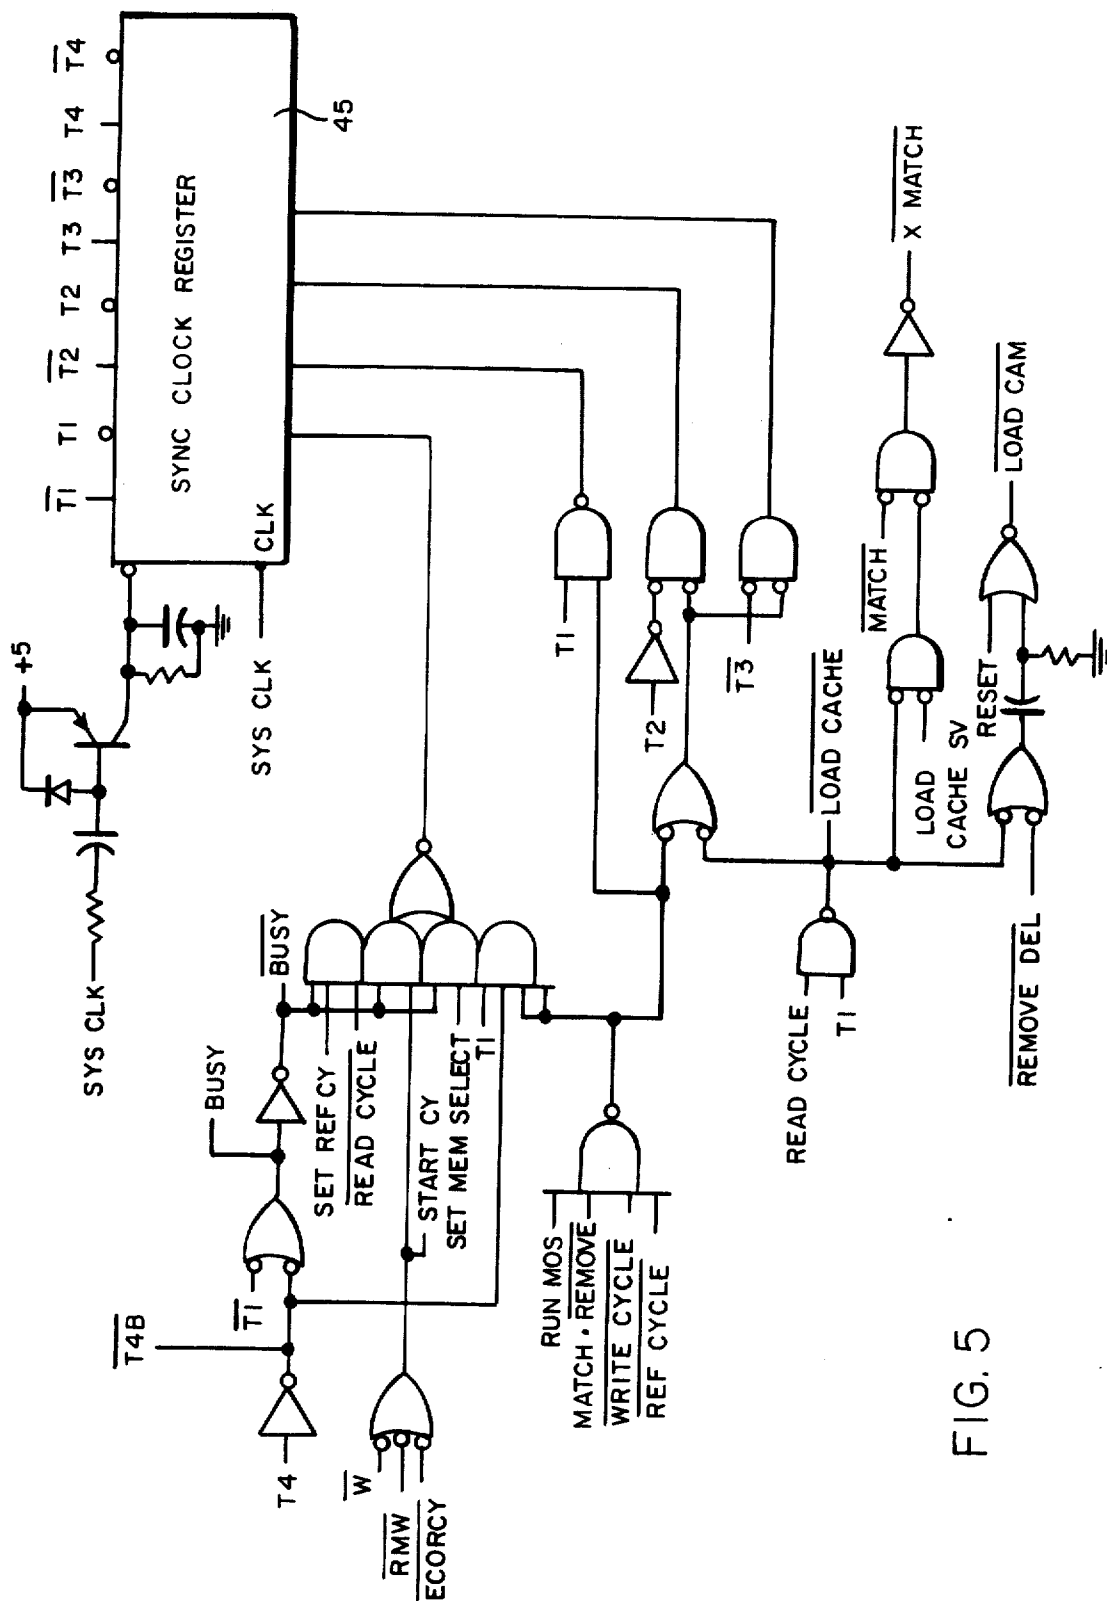 SYS CLK
+5
T1
T1
T2
T2
T3
T3
T4
T4
SYNC CLOCK REGISTER
45
CLK
SYS CLK
T4B
T4
T1
BUSY
BUSY
SET REF CY
READ CYCLE
W
RMW
ECORCY
START CY
SET MEM SELECT
T1
RUN MOS
MATCH • REMOVE
WRITE CYCLE
REF CYCLE
T1
T2
T3
READ CYCLE
T1
LOAD CACHE
MATCH
X MATCH
LOAD
CACHE SV
RESET
LOAD CAM
REMOVE DEL
FIG. 5